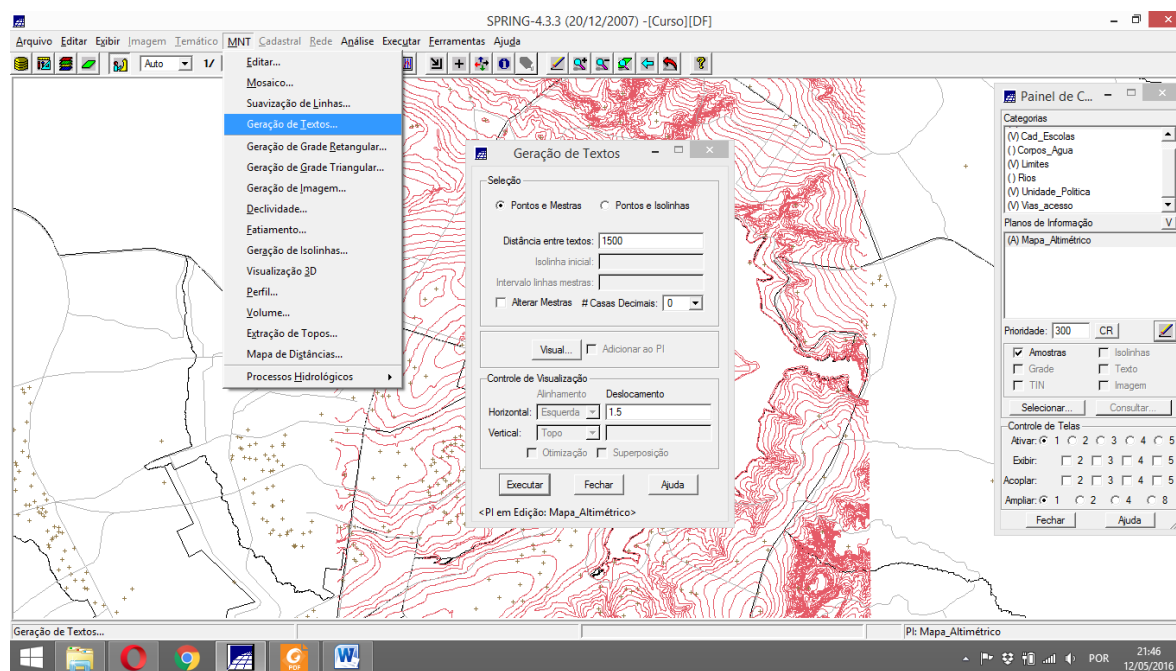 SPRING-4.3.3 (20/12/2007) -[Curso][DF]
Arquivo Editar Exibir Imagem Temático MNT Cadastral Rede Análise Executar Ferramentas Ajuda
Auto 1/
Editar...
Mosaico...
Suavização de Linhas...
Geração de Textos...
Geração de Grade Retangular...
Geração de Grade Triangular...
Geração de Imagem...
Declividade...
Fatiamento...
Geração de Isolinhas...
Visualização 3D
Perfil...
Volume...
Extração de Topos...
Mapa de Distâncias...
Processos Hidrológicos
Geração de Textos
Seleção
Pontos e Mestras Pontos e Isolinhas
Distância entre textos: 1500
Isolinha inicial:
Intervalo linhas mestras:
Alterar Mestras # Casas Decimais: 0
Visual... Adicionar ao PI
Controle de Visualização
Alinhamento Deslocamento
Horizontal: Esquerda 1.5
Vertical: Topo
Otimização Superposição
Executar Fechar Ajuda
<PI em Edição: Mapa_Altimétrico>
Painel de C...
Categorias
(V) Cad_Escolas
( ) Corpos_Agua
(V) Limites
( ) Rios
(V) Unidade_Politica
(V) Vias_acesso
Planos de Informação V
(A) Mapa_Altimétrico
Prioridade: 300 CR
Amostras Isolinhas
Grade Texto
TIN Imagem
Selecionar... Consultar...
Controle de Telas
Ativar: 1 2 3 4 5
Exibir: 2 3 4 5
Acoplar: 2 3 4 5
Ampliar: 1 2 4 8
Fechar Ajuda
Geração de Textos...
PI: Mapa_Altimétrico
PDF
POR
21:46
12/05/2016